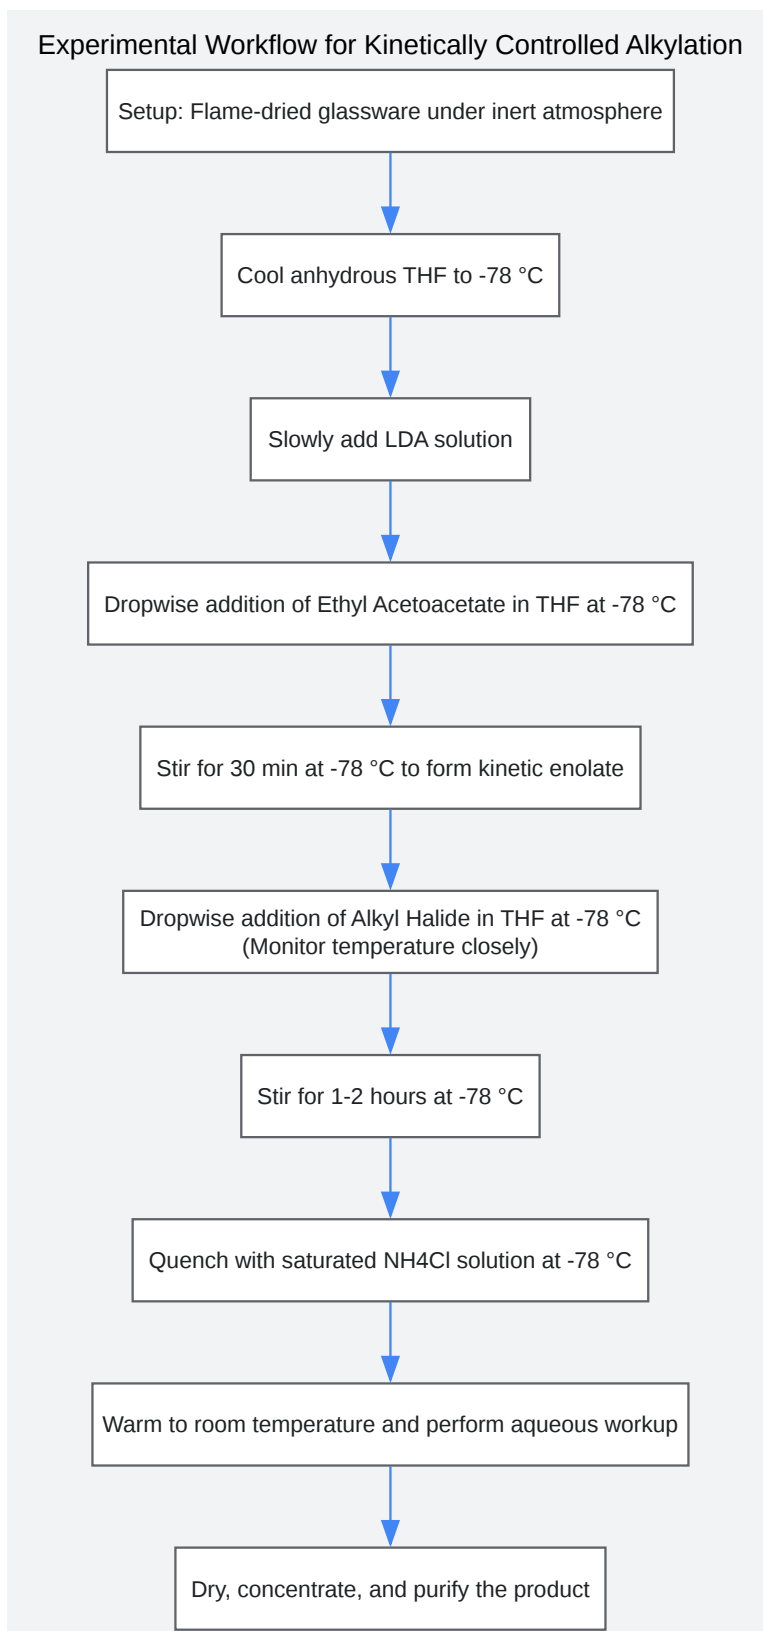 Experimental Workflow for Kinetically Controlled Alkylation
Setup: Flame-dried glassware under inert atmosphere
Cool anhydrous THF to -78 °C
Slowly add LDA solution
Dropwise addition of Ethyl Acetoacetate in THF at -78 °C
Stir for 30 min at -78 °C to form kinetic enolate
Dropwise addition of Alkyl Halide in THF at -78 °C
(Monitor temperature closely)
Stir for 1-2 hours at -78 °C
Quench with saturated NH4Cl solution at -78 °C
Warm to room temperature and perform aqueous workup
Dry, concentrate, and purify the product